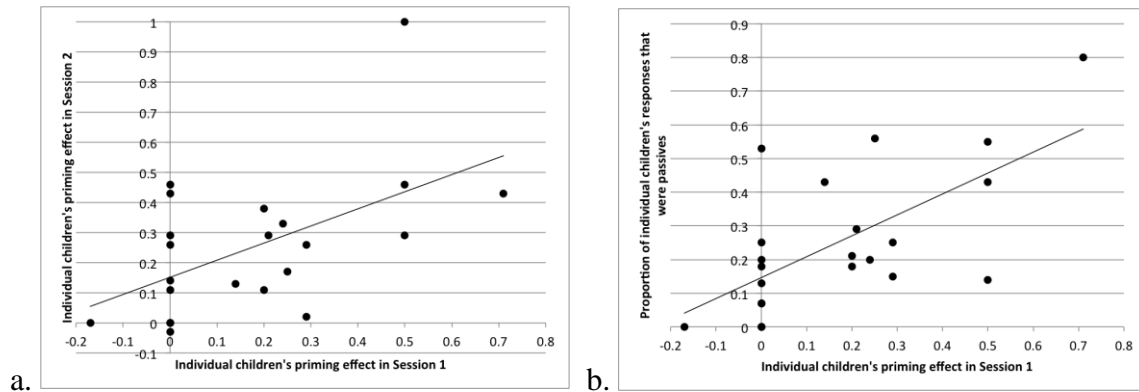 Individual children's priming effect in Session 2
1
0.9
0.8
0.7
0.6
0.5
0.4
0.3
0.2
0.1
0
-0.1
-0.2 -0.1 0 0.1 0.2 0.3 0.4 0.5 0.6 0.7 0.8
Individual children's priming effect in Session 1
a.
Proportion of individual children's responses that
were passives
0.9
0.8
0.7
0.6
0.5
0.4
0.3
0.2
0.1
0
-0.2 -0.1 0 0.1 0.2 0.3 0.4 0.5 0.6 0.7 0.8
Individual children's priming effect in Session 1
b.